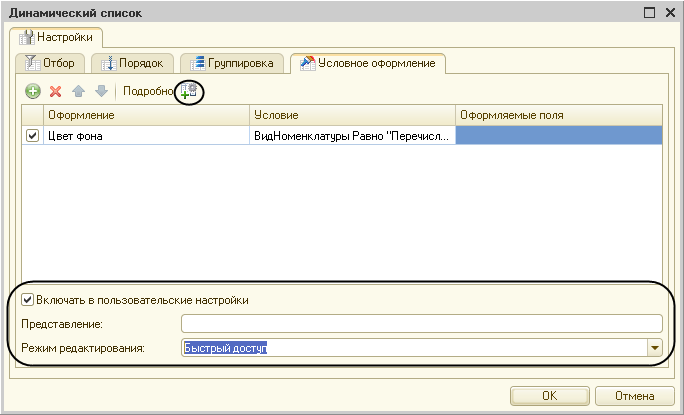 Динамический список
Настройки
Отбор Порядок Группировка Условное оформление
Подробно
Оформление Условие Оформляемые поля
Цвет фона ВидНоменклатуры Равно "Перечисл...
Включать в пользовательские настройки
Представление:
Режим редактирования: Быстрый доступ
OK Отмена